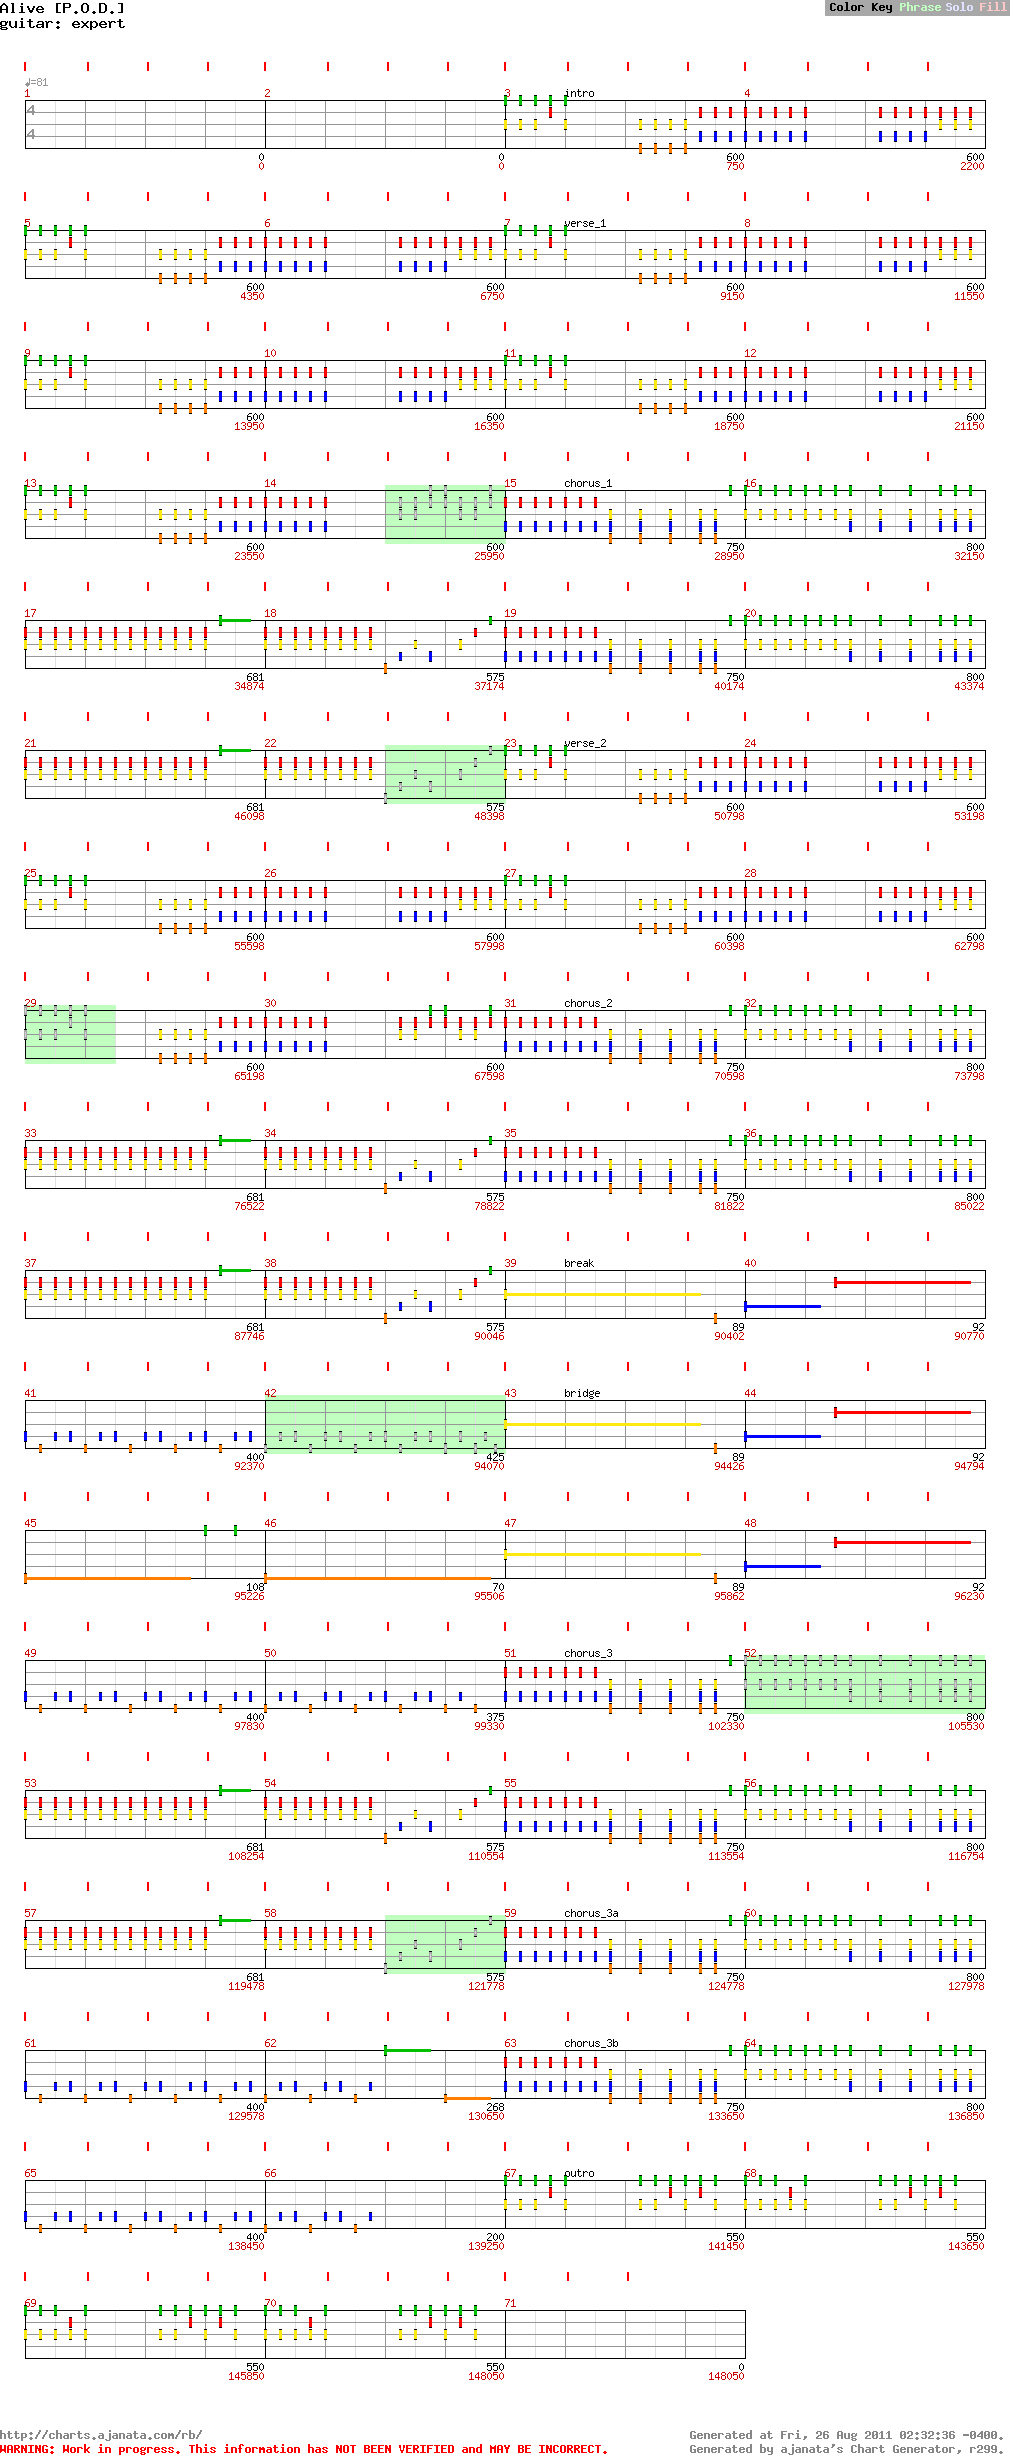 Alive [P.O.D.]
guitar: expert
Color Key Phrase Solo Fill
♩=81
1 2 3 intro 4
4
4
0 0 600 600
0 0 750 2200
5 6 7 verse_1 8
600 600 600 600
4350 6750 9150 11550
9 10 11 12
600 600 600 600
13950 16350 18750 21150
13 14 15 chorus_1 16
600 600 750 800
23550 25950 28950 32150
17 18 19 20
681 575 750 800
34874 37174 40174 43374
21 22 23 verse_2 24
681 575 600 600
46098 48398 50798 53198
25 26 27 28
600 600 600 600
55598 57998 60398 62798
29 30 31 chorus_2 32
600 600 750 800
65198 67598 70598 73798
33 34 35 36
681 575 750 800
76522 78822 81822 85022
37 38 39 break 40
681 575 89 92
87746 90046 90402 90770
41 42 43 bridge 44
400 425 89 92
92370 94070 94426 94794
45 46 47 48
108 70 89 92
95226 95506 95862 96230
49 50 51 chorus_3 52
400 375 750 800
97830 99330 102330 105530
53 54 55 56
681 575 750 800
108254 110554 113554 116754
57 58 59 chorus_3a 60
681 575 750 800
119478 121778 124778 127978
61 62 63 chorus_3b 64
400 268 750 800
129578 130650 133650 136850
65 66 67 outro 68
400 200 550 550
138450 139250 141450 143650
69 70 71
550 550 0
145850 148050 148050
http://charts.ajanata.com/rb/
Generated at Fri, 26 Aug 2011 02:32:36 -0400.
WARNING: Work in progress. This information has NOT BEEN VERIFIED and MAY BE INCORRECT.
Generated by ajanata's Chart Generator, r299.